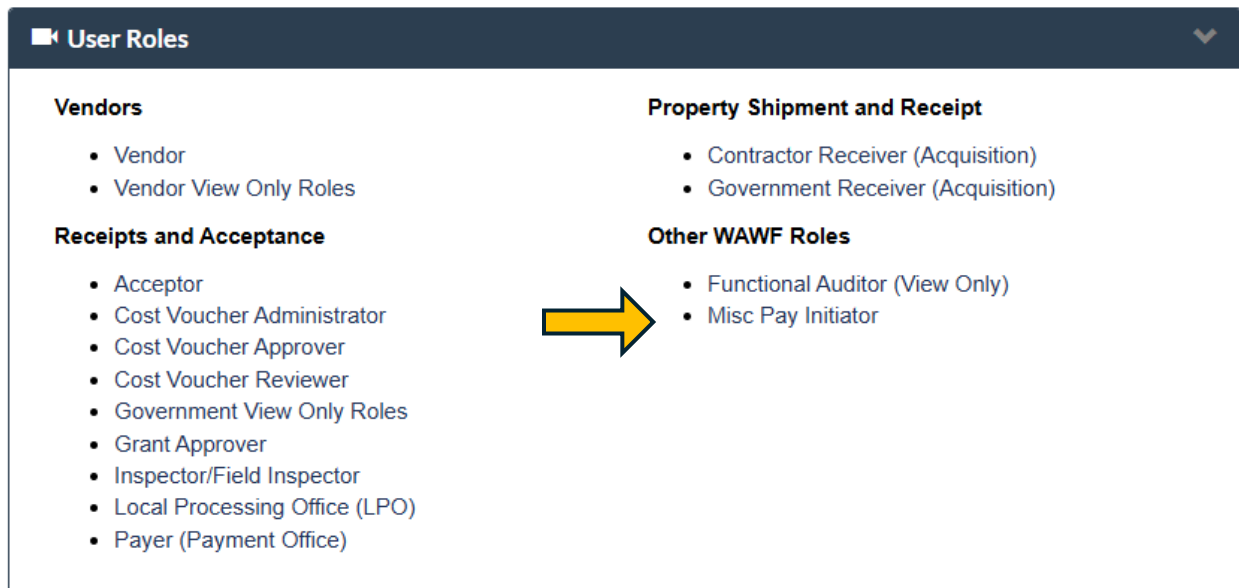 User Roles
Vendors
Vendor
Vendor View Only Roles
Receipts and Acceptance
Acceptor
Cost Voucher Administrator
Cost Voucher Approver
Cost Voucher Reviewer
Government View Only Roles
Grant Approver
Inspector/Field Inspector
Local Processing Office (LPO)
Payer (Payment Office)
Property Shipment and Receipt
Contractor Receiver (Acquisition)
Government Receiver (Acquisition)
Other WAWF Roles
Functional Auditor (View Only)
Misc Pay Initiator